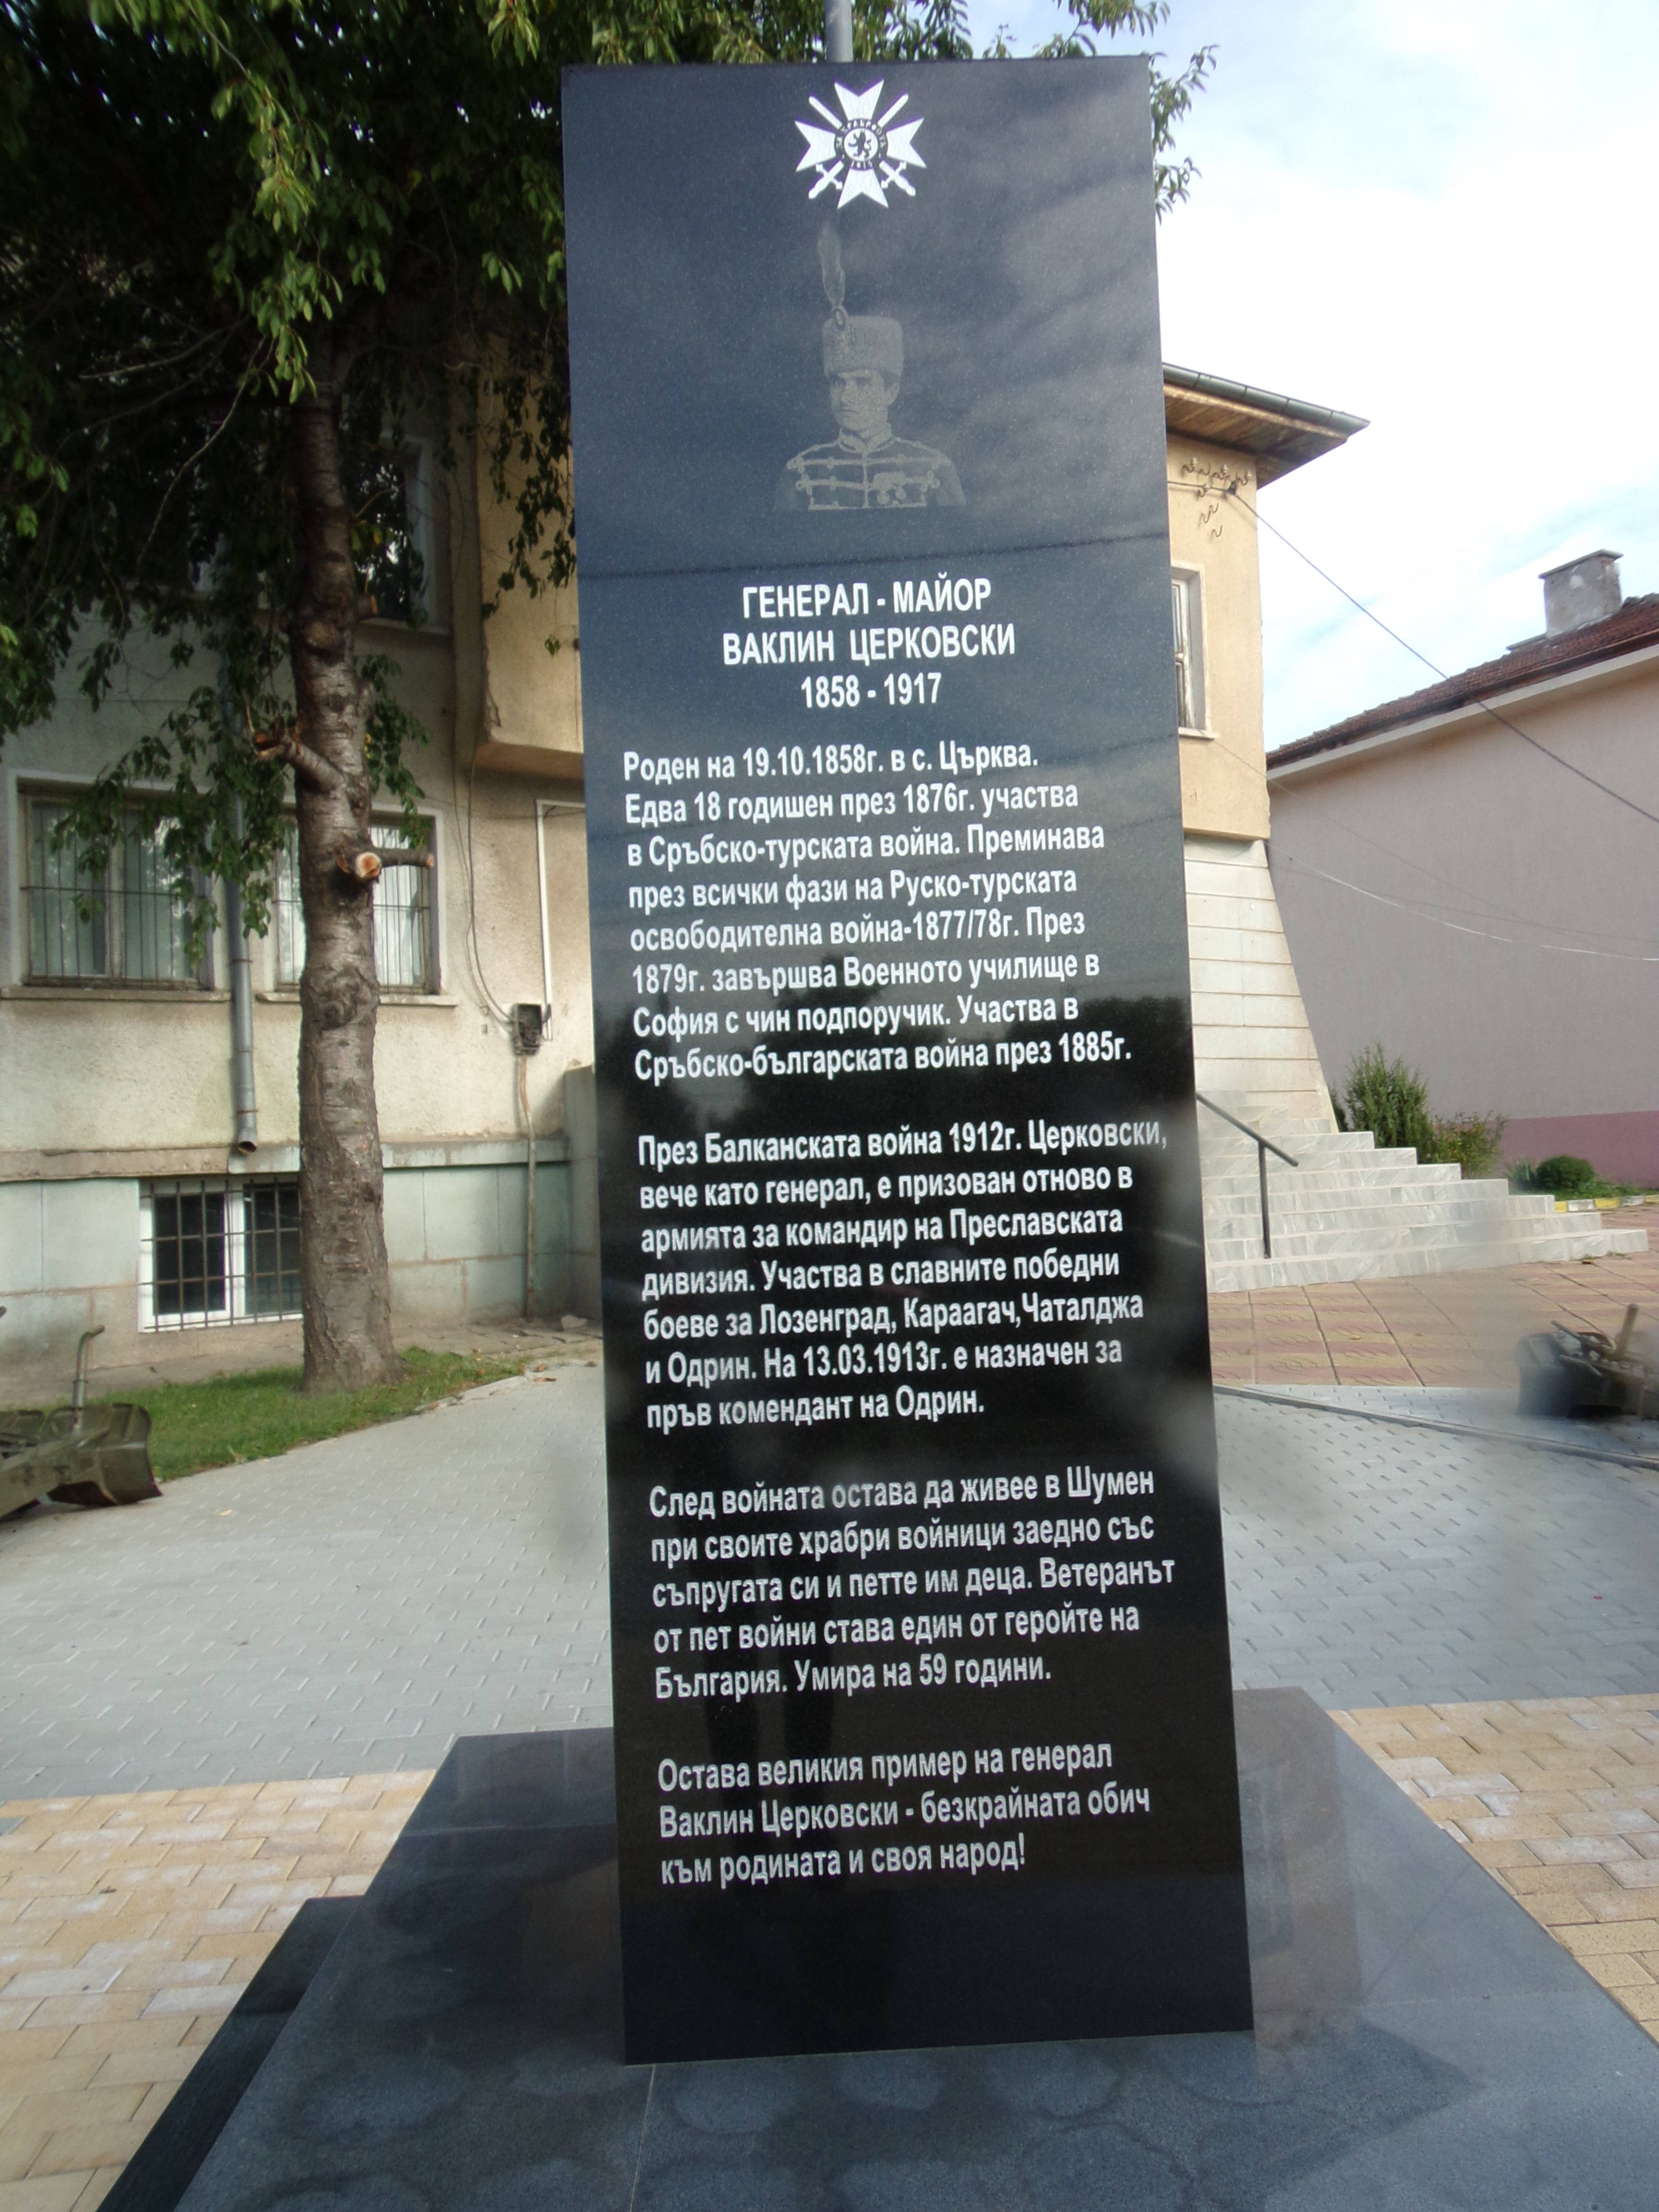 ГЕНЕРАЛ - МАЙОР
ВАКЛИН ЦЕРКОВСКИ
1858 - 1917
Роден на 19.10.1858г. в с. Църква.
Едва 18 годишен през 1876г. участва
в Сръбско-турската война. Преминава
през всички фази на Руско-турската
освободителна война-1877/78г. През
1879г. завършва Военното училище в
София с чин подпоручик. Участва в
Сръбско-българската война през 1885г.
През Балканската война 1912г. Церковски,
вече като генерал, е призован отново в
армията за командир на Преславската
дивизия. Участва в славните победни
боеве за Лозенград, Караагач,Чаталджа
и Одрин. На 13.03.1913г. е назначен за
пръв комендант на Одрин.
След войната остава да живее в Шумен
при своите храбри войници заедно със
съпругата си и петте им деца. Ветеранът
от пет войни става един от геройте на
България. Умира на 59 години.
Остава великия пример на генерал
Ваклин Церковски - безкрайната обич
към родината и своя народ!